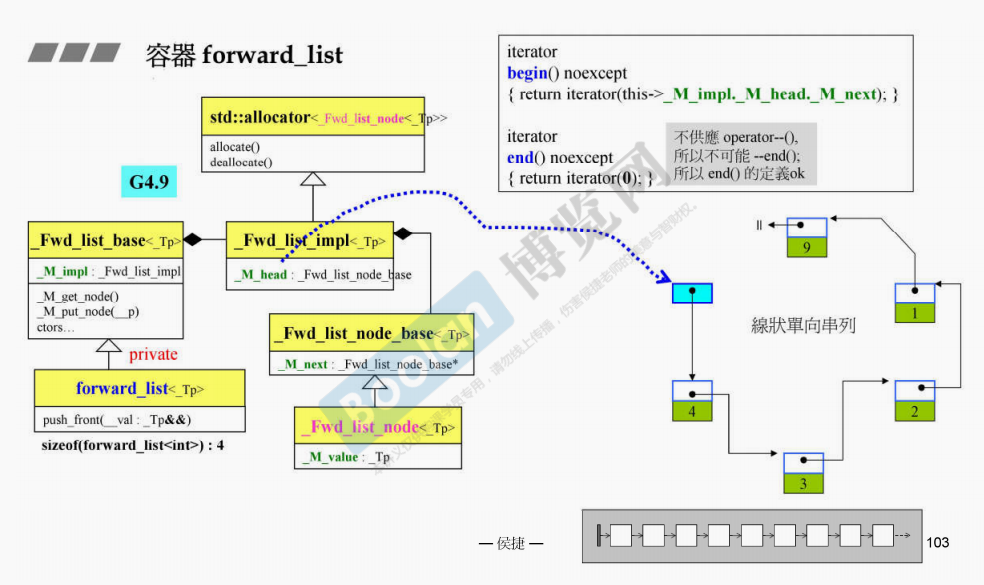 容器 forward_list
iterator
begin() noexcept
{ return iterator(this->_M_impl._M_head._M_next); }
iterator
end() noexcept
{ return iterator(0); }
不供應 operator--(),
所以不可能 --end();
所以 end() 的定義ok
std::allocator<_Fwd_list_node<_Tp>>
allocate()
deallocate()
G4.9
_Fwd_list_base<_Tp>
_M_impl : _Fwd_list_impl
_M_get_node()
_M_put_node(__p)
ctors…
_Fwd_list_impl<_Tp>
_M_head : _Fwd_list_node_base
_Fwd_list_node_base<_Tp>
_M_next : _Fwd_list_node_base*
_Fwd_list_node<_Tp>
_M_value : _Tp
private
forward_list<_Tp>
push_front(__val : _Tp&&)
sizeof(forward_list<int>) : 4
9
1
線狀單向串列
2
4
3
博览网
Boolan
— 侯捷 —
103